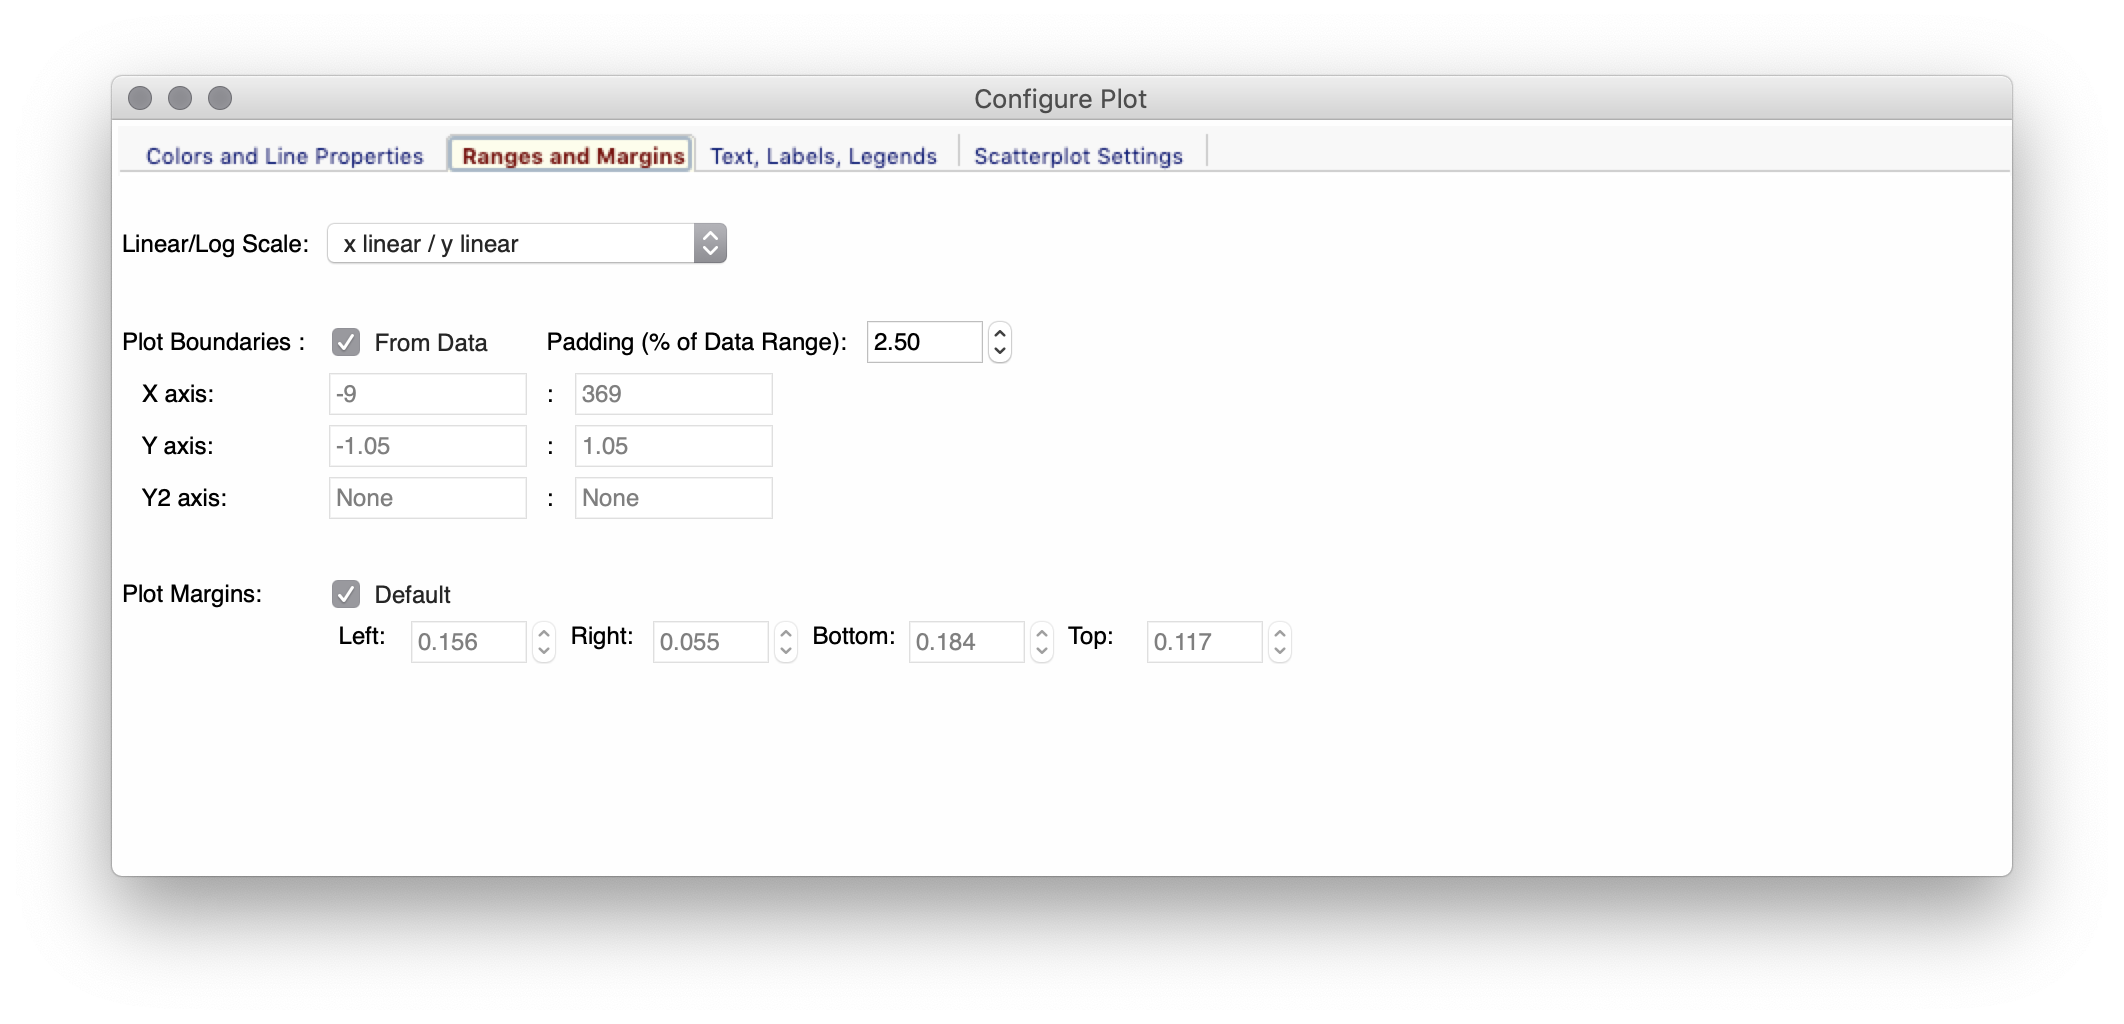 Configure Plot
Colors and Line Properties Ranges and Margins Text, Labels, Legends Scatterplot Settings
Linear/Log Scale: x linear / y linear
Plot Boundaries : From Data Padding (% of Data Range): 2.50
X axis: -9 : 369
Y axis: -1.05 : 1.05
Y2 axis: None : None
Plot Margins: Default
Left: 0.156 Right: 0.055 Bottom: 0.184 Top: 0.117